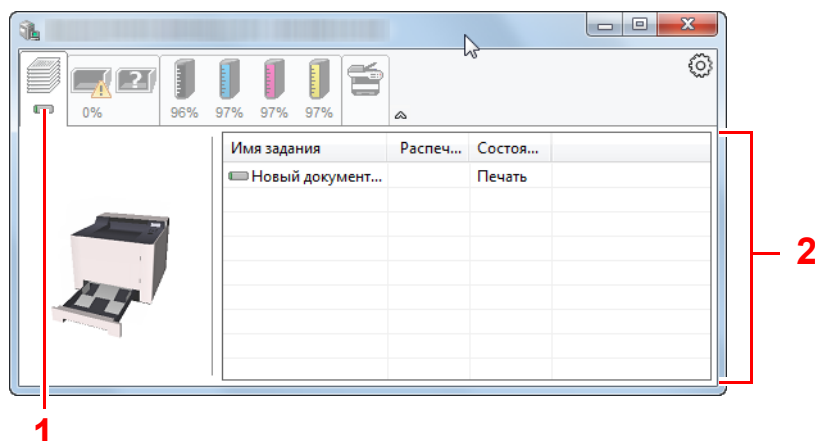 ?
0% 96% 97% 97% 97%
Имя задания Распеч... Состоя...
Новый документ... Печать
2
1